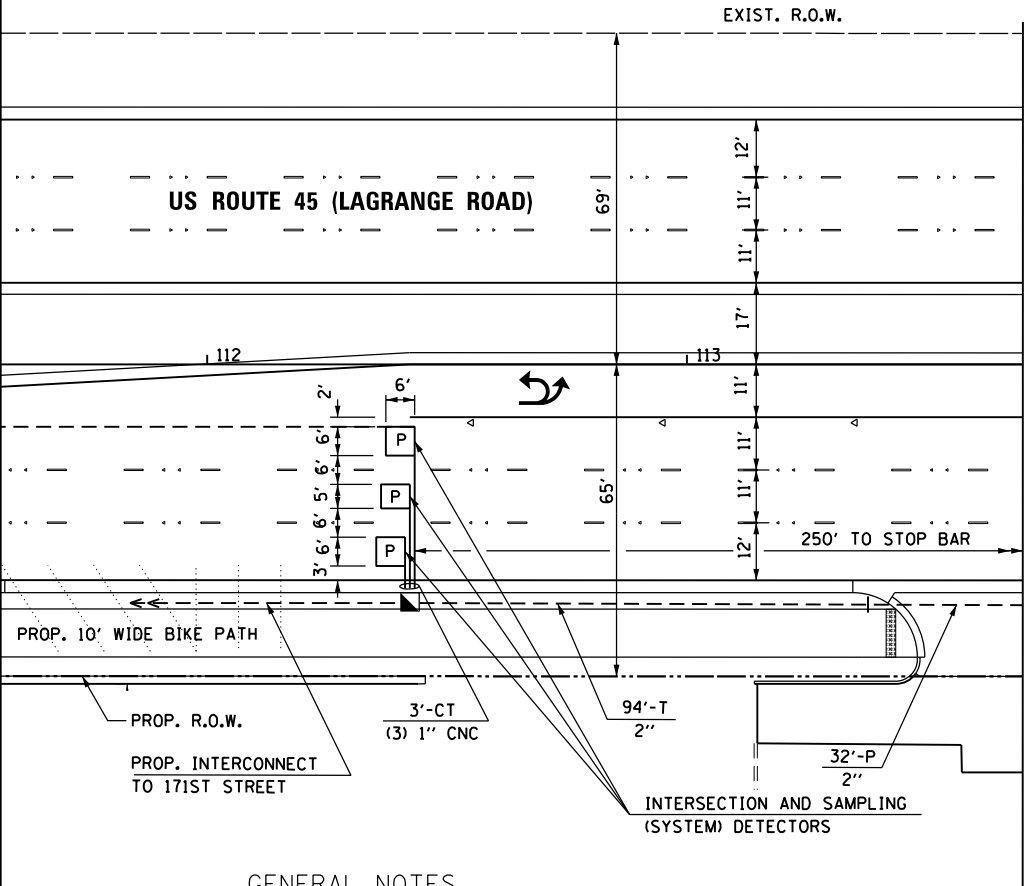 EXIST. R.O.W.
12'
US ROUTE 45 (LAGRANGE ROAD)
69'
11'
11'
17'
112
113
11'
2'
6'
6'
P
11'
6'
65'
5'
P
11'
6'
6'
P
12'
250' TO STOP BAR
3'
PROP. 10' WIDE BIKE PATH
PROP. R.O.W.
3'-CT
(3) 1'' CNC
94'-T
2''
PROP. INTERCONNECT
TO 171ST STREET
32'-P
2''
INTERSECTION AND SAMPLING
(SYSTEM) DETECTORS
GENERAL NOTES